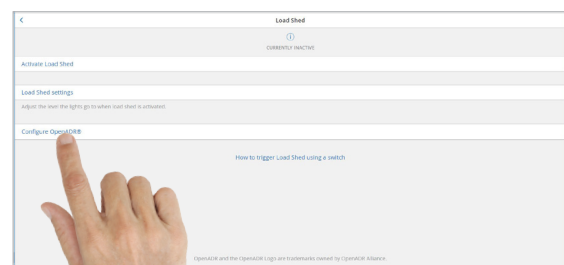 Load Shed
CURRENTLY INACTIVE
Activate Load Shed
Load Shed settings
Adjust the level the lights go to when load shed is activated.
Configure OpenADR®
How to trigger Load Shed using a switch
OpenADR and the OpenADR Logo are trademarks owned by OpenADR Alliance.